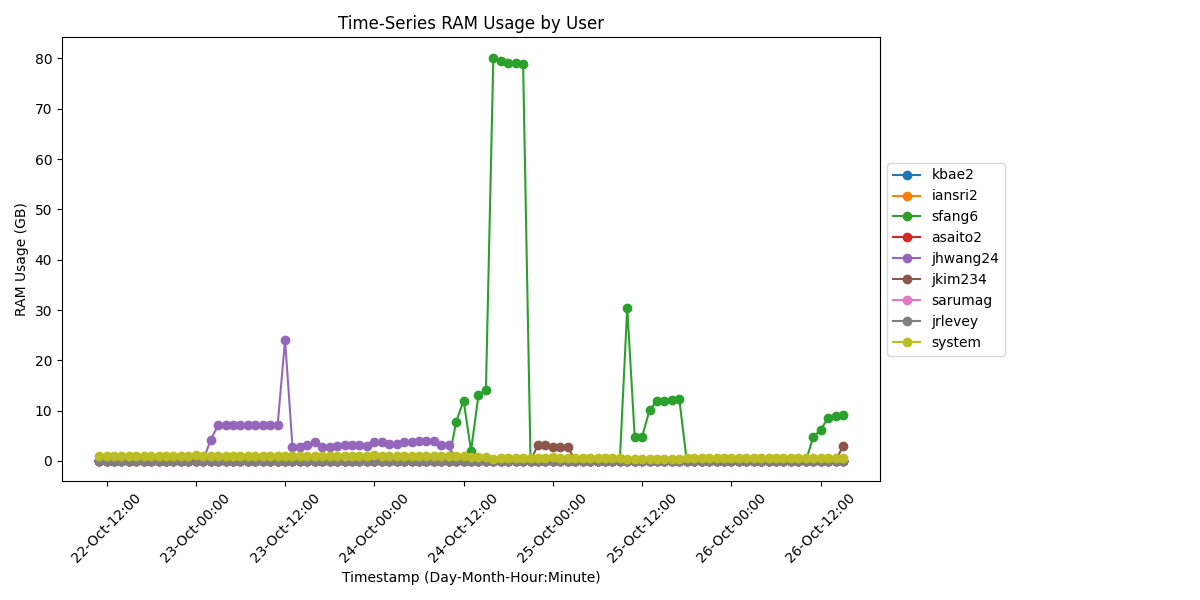 Time-Series RAM Usage by User
RAM Usage (GB)
80
70
60
50
40
30
20
10
0
22-Oct-12:00
23-Oct-00:00
23-Oct-12:00
24-Oct-00:00
24-Oct-12:00
25-Oct-00:00
25-Oct-12:00
26-Oct-00:00
26-Oct-12:00
Timestamp (Day-Month-Hour:Minute)
kbae2
iansri2
sfang6
asaito2
jhwang24
jkim234
sarumag
jrlevey
system